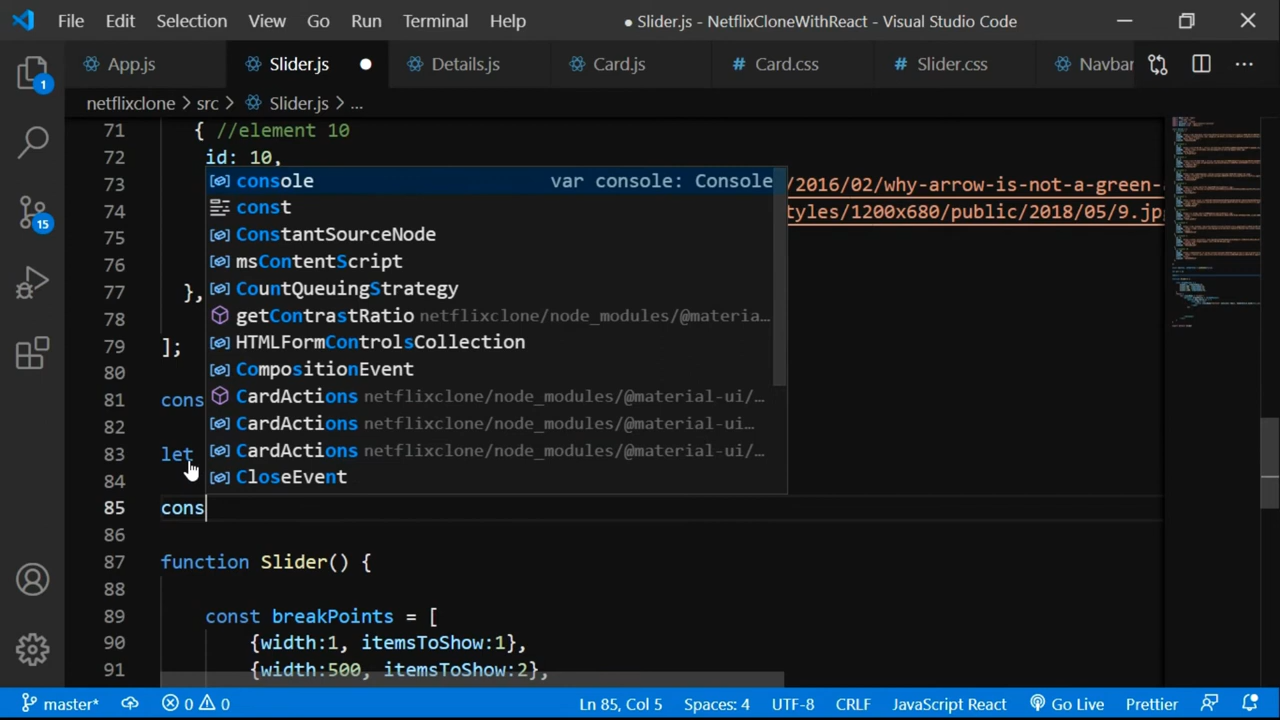 File Edit Selection View Go Run Terminal Help ● Slider.js - NetflixCloneWithReact - Visual Studio Code
App.js Slider.js Details.js Card.js # Card.css # Slider.css Navbar
netflixclone > src > Slider.js > ...
71 { //element 10
72 id: 10,
73 /2016/02/why-arrow-is-not-a-green-
74 tyles/1200x680/public/2018/05/9.jpg
75
76
77 },
78
79 ];
80
81 cons
82
83 let
84
85 cons
86
87 function Slider() {
88
89 const breakPoints = [
90 {width:1, itemsToShow:1},
91 {width:500, itemsToShow:2},
console var console: Console
const
ConstantSourceNode
msContentScript
CountQueuingStrategy
getContrastRatio netflixclone/node_modules/@materia...
HTMLFormControlsCollection
CompositionEvent
CardActions netflixclone/node_modules/@material-ui/...
CardActions netflixclone/node_modules/@material-ui...
CardActions netflixclone/node_modules/@material-ui/...
CloseEvent
1
15
master* 0 0 Ln 85, Col 5 Spaces: 4 UTF-8 CRLF JavaScript React Go Live Prettier